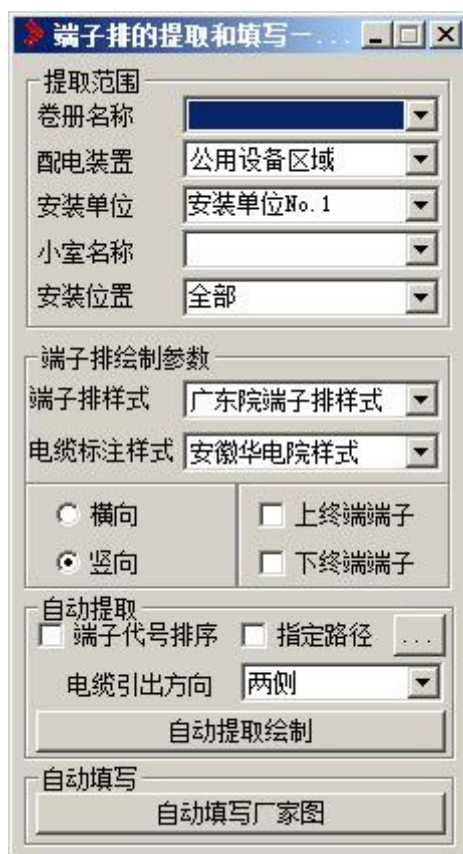 端子排的提取和填写－...
提取范围
卷册名称
配电装置 公用设备区域
安装单位 安装单位No.1
小室名称
安装位置 全部
端子排绘制参数
端子排样式 广东院端子排样式
电缆标注样式 安徽华电院样式
横向 上终端端子
竖向 下终端端子
自动提取
端子代号排序 指定路径 ...
电缆引出方向 两侧
自动提取绘制
自动填写
自动填写厂家图